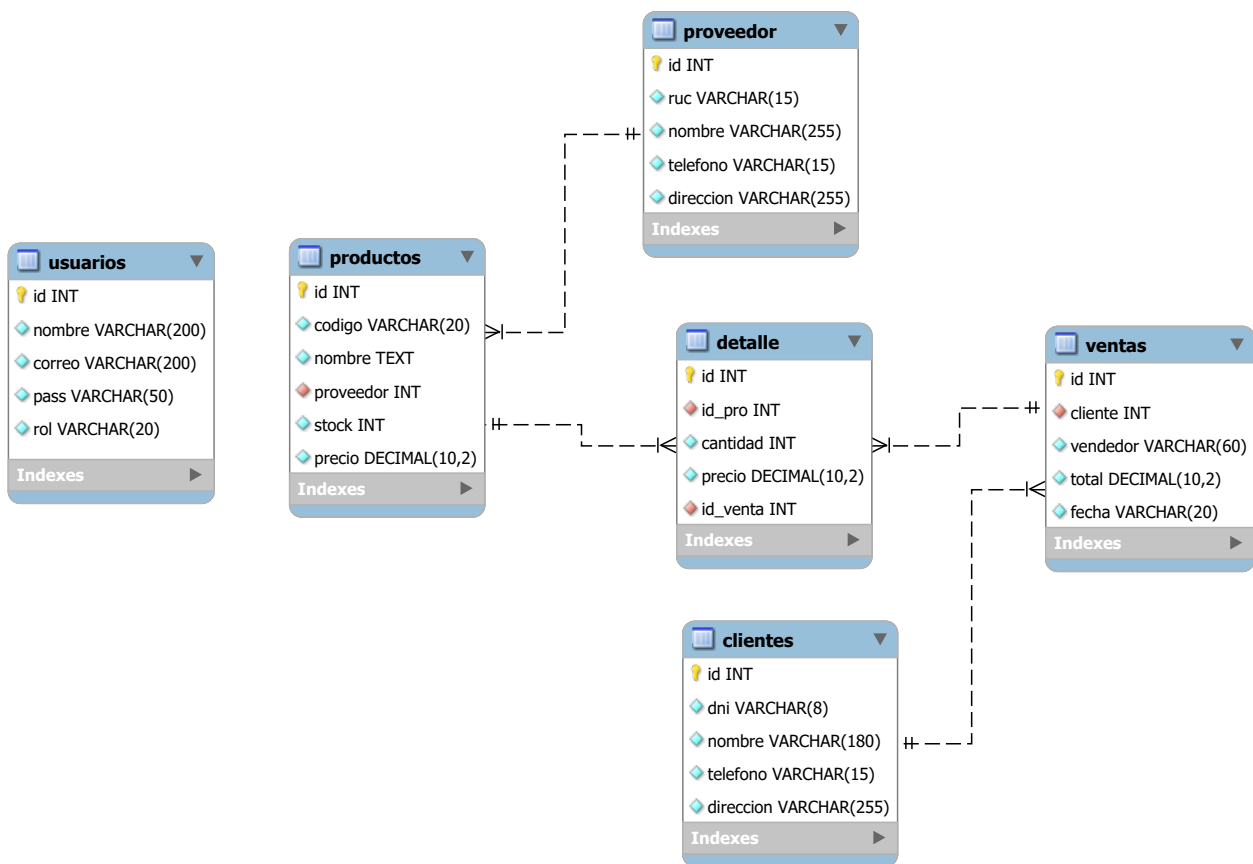 proveedor
id INT
ruc VARCHAR(15)
nombre VARCHAR(255)
telefono VARCHAR(15)
direccion VARCHAR(255)
Indexes
usuarios
id INT
nombre VARCHAR(200)
correo VARCHAR(200)
pass VARCHAR(50)
rol VARCHAR(20)
Indexes
productos
id INT
codigo VARCHAR(20)
nombre TEXT
proveedor INT
stock INT
precio DECIMAL(10,2)
Indexes
detalle
id INT
id_pro INT
cantidad INT
precio DECIMAL(10,2)
id_venta INT
Indexes
ventas
id INT
cliente INT
vendedor VARCHAR(60)
total DECIMAL(10,2)
fecha VARCHAR(20)
Indexes
clientes
id INT
dni VARCHAR(8)
nombre VARCHAR(180)
telefono VARCHAR(15)
direccion VARCHAR(255)
Indexes